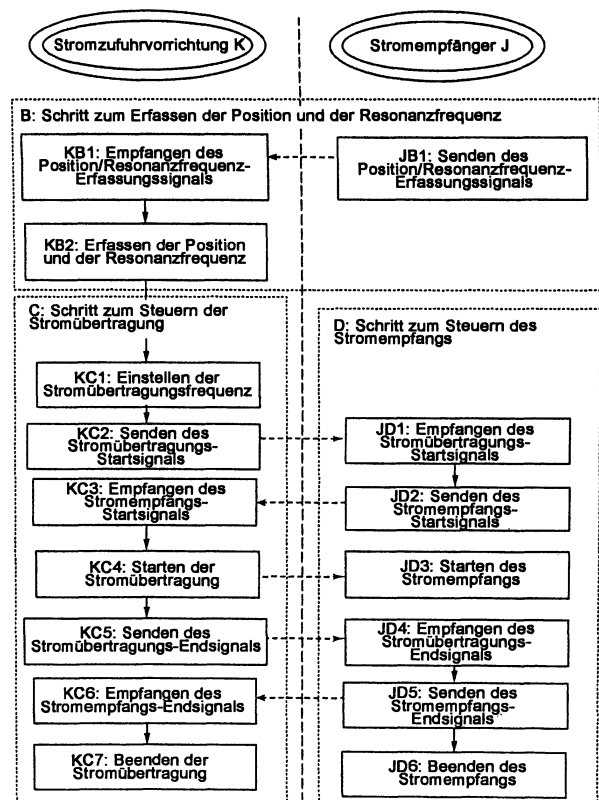 Stromzufuhrvorrichtung K
Stromempfänger J
B: Schritt zum Erfassen der Position und der Resonanzfrequenz
KB1: Empfangen des
Position/Resonanzfrequenz-
Erfassungssignals
JB1: Senden des
Position/Resonanzfrequenz-
Erfassungssignals
KB2: Erfassen der Position
und der Resonanzfrequenz
C: Schritt zum Steuern der
Stromübertragung
D: Schritt zum Steuern des
Stromempfangs
KC1: Einstellen der
Stromübertragungsfrequenz
KC2: Senden des
Stromübertragungs-
Startsignals
JD1: Empfangen des
Stromübertragungs-
Startsignals
KC3: Empfangen des
Stromempfangs-
Startsignals
JD2: Senden des
Stromempfangs-
Startsignals
KC4: Starten der
Stromübertragung
JD3: Starten des
Stromempfangs
KC5: Senden des
Stromübertragungs-Endsignals
JD4: Empfangen des
Stromübertragungs-
Endsignals
KC6: Empfangen des
Stromempfangs-Endsignals
JD5: Senden des
Stromempfangs-
Endsignals
KC7: Beenden der
Stromübertragung
JD6: Beenden des
Stromempfangs